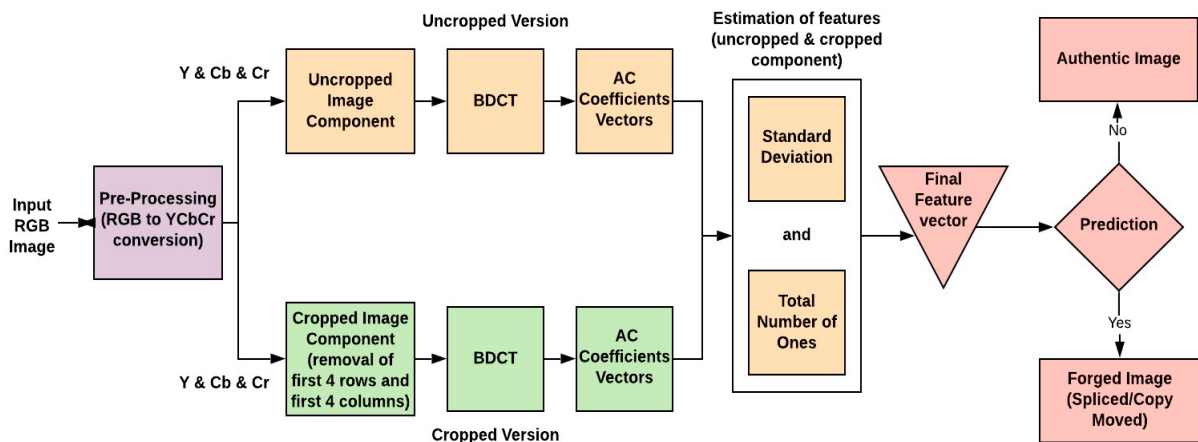 Input
RGB
Image
Pre-Processing
(RGB to YCbCr
conversion)
Uncropped Version
Y & Cb & Cr
Uncropped
Image
Component
BDCT
AC
Coefficients
Vectors
Y & Cb & Cr
Cropped Image
Component
(removal of
first 4 rows and
first 4 columns)
BDCT
AC
Coefficients
Vectors
Cropped Version
Estimation of features
(uncropped & cropped
component)
Standard
Deviation
and
Total
Number of
Ones
Final
Feature
vector
Prediction
No
Authentic Image
Yes
Forged Image
(Spliced/Copy
Moved)